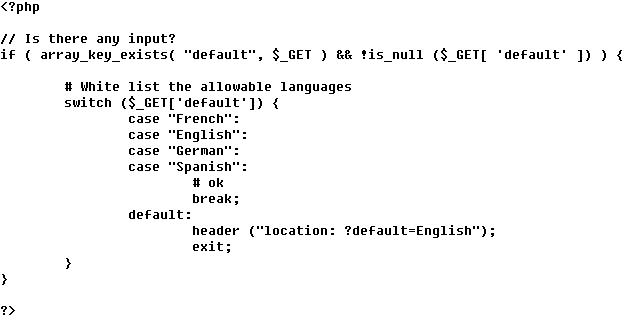 <?php
// Is there any input?
if ( array_key_exists( "default", $_GET ) && !is_null ($_GET[ 'default' ]) ) {
# White list the allowable languages
switch ($_GET['default']) {
case "French":
case "English":
case "German":
case "Spanish":
# ok
break;
default:
header ("location: ?default=English");
exit;
}
}
?>